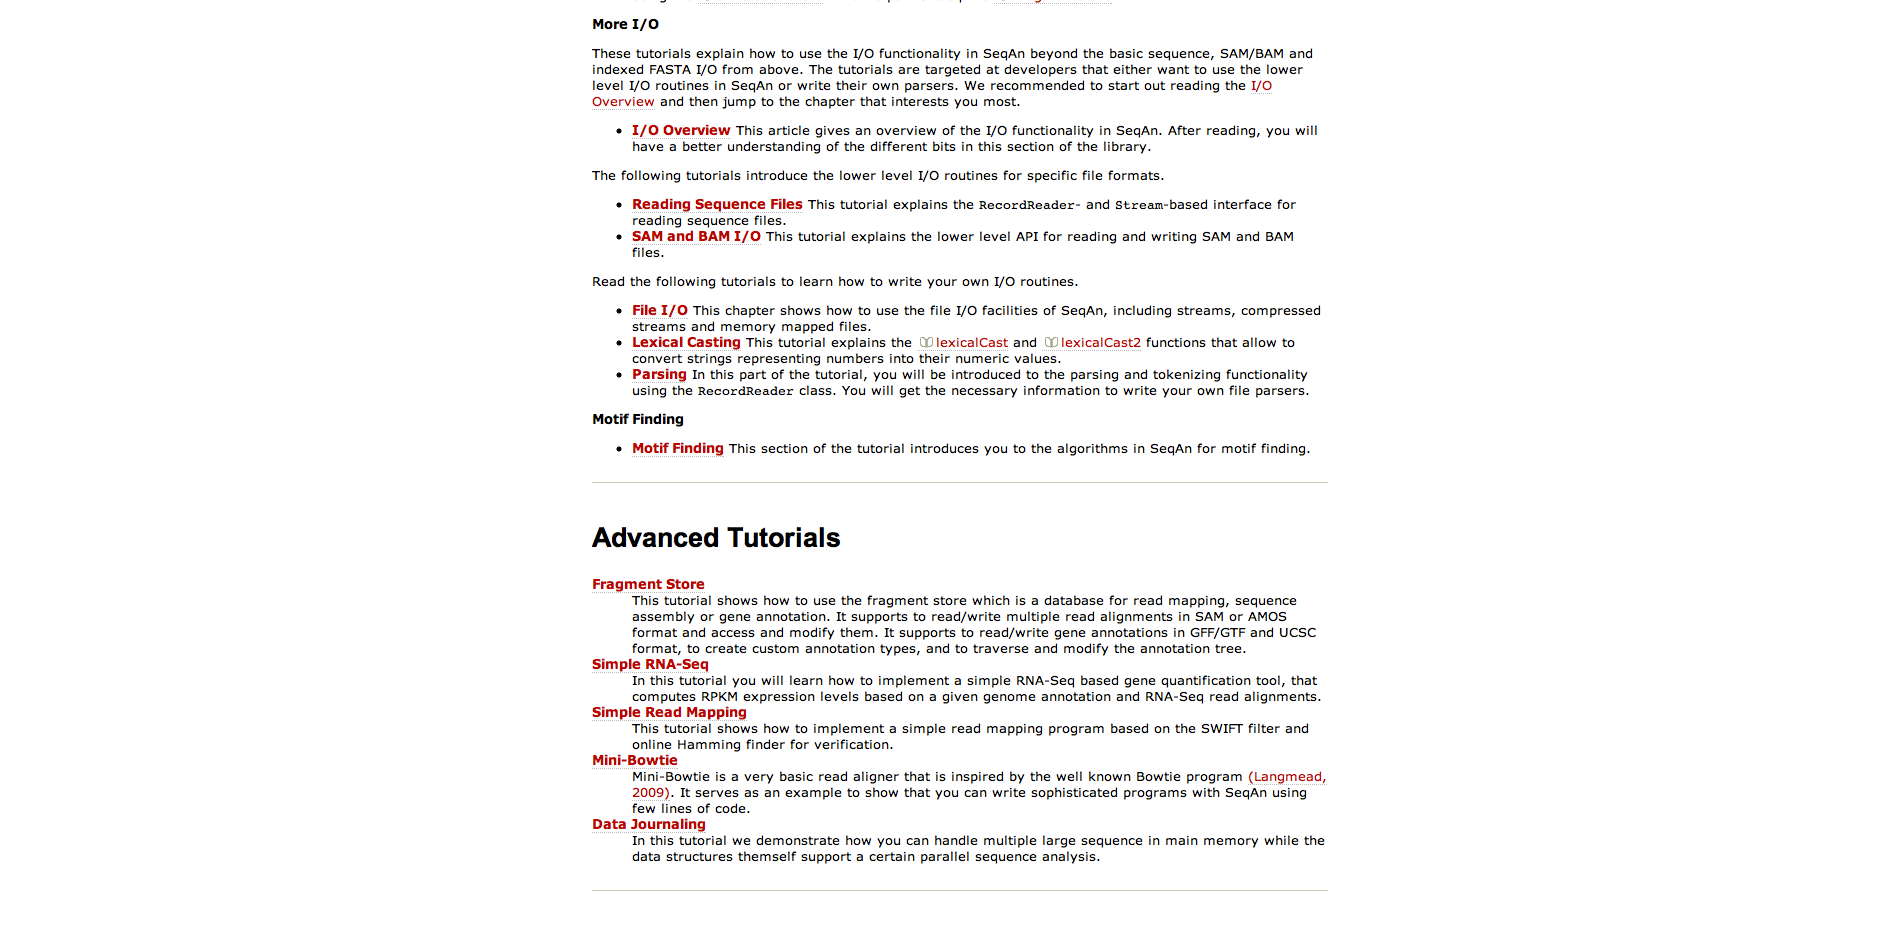 More I/O
These tutorials explain how to use the I/O functionality in SeqAn beyond the basic sequence, SAM/BAM and
indexed FASTA I/O from above. The tutorials are targeted at developers that either want to use the lower
level I/O routines in SeqAn or write their own parsers. We recommended to start out reading the I/O
Overview and then jump to the chapter that interests you most.
• I/O Overview This article gives an overview of the I/O functionality in SeqAn. After reading, you will
have a better understanding of the different bits in this section of the library.
The following tutorials introduce the lower level I/O routines for specific file formats.
• Reading Sequence Files This tutorial explains the RecordReader- and Stream-based interface for
reading sequence files.
• SAM and BAM I/O This tutorial explains the lower level API for reading and writing SAM and BAM
files.
Read the following tutorials to learn how to write your own I/O routines.
• File I/O This chapter shows how to use the file I/O facilities of SeqAn, including streams, compressed
streams and memory mapped files.
• Lexical Casting This tutorial explains the lexicalCast and lexicalCast2 functions that allow to
convert strings representing numbers into their numeric values.
• Parsing In this part of the tutorial, you will be introduced to the parsing and tokenizing functionality
using the RecordReader class. You will get the necessary information to write your own file parsers.
Motif Finding
• Motif Finding This section of the tutorial introduces you to the algorithms in SeqAn for motif finding.
Advanced Tutorials
Fragment Store
This tutorial shows how to use the fragment store which is a database for read mapping, sequence
assembly or gene annotation. It supports to read/write multiple read alignments in SAM or AMOS
format and access and modify them. It supports to read/write gene annotations in GFF/GTF and UCSC
format, to create custom annotation types, and to traverse and modify the annotation tree.
Simple RNA-Seq
In this tutorial you will learn how to implement a simple RNA-Seq based gene quantification tool, that
computes RPKM expression levels based on a given genome annotation and RNA-Seq read alignments.
Simple Read Mapping
This tutorial shows how to implement a simple read mapping program based on the SWIFT filter and
online Hamming finder for verification.
Mini-Bowtie
Mini-Bowtie is a very basic read aligner that is inspired by the well known Bowtie program (Langmead,
2009). It serves as an example to show that you can write sophisticated programs with SeqAn using
few lines of code.
Data Journaling
In this tutorial we demonstrate how you can handle multiple large sequence in main memory while the
data structures themself support a certain parallel sequence analysis.